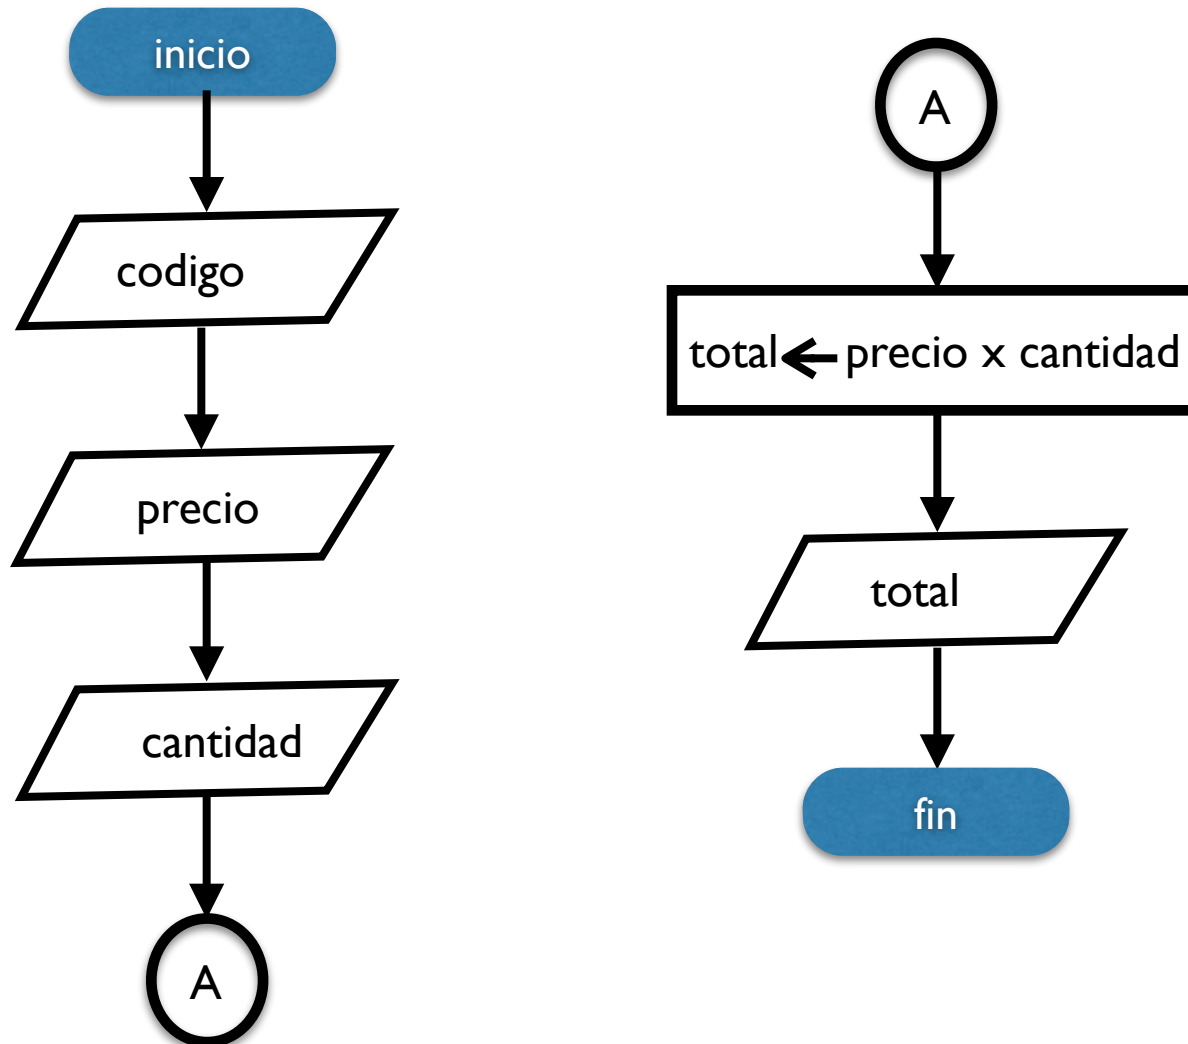 inicio
codigo
precio
cantidad
A
A
total ← precio x cantidad
total
fin